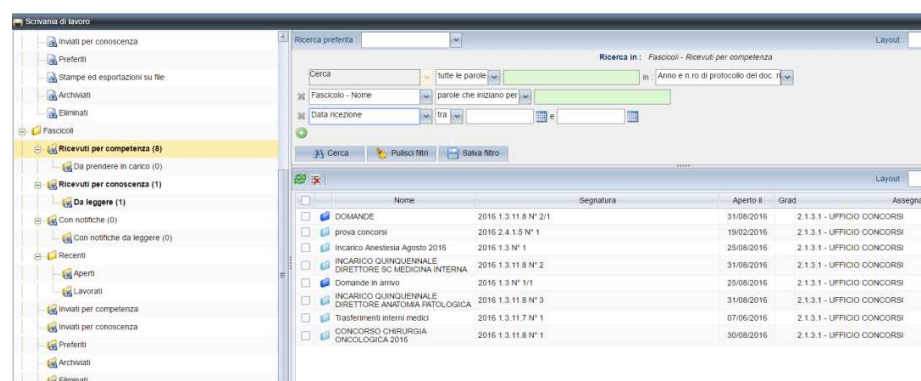 Scrivania di lavoro
Inviati per conoscenza
Preferiti
Stampe ed esportazioni su file
Archiviati
Eliminati
Fascicoli
Ricevuti per competenza (8)
Da prendere in carico (0)
Ricevuti per conoscenza (1)
Da leggere (1)
Con notifiche (0)
Con notifiche da leggere (0)
Recenti
Aperti
Lavorati
Inviati per competenza
Inviati per conoscenza
Preferiti
Archiviati
Eliminati
Ricerca preferita : Layout :
Ricerca in : Fascicoli - Ricevuti per competenza
Cerca tutte le parole in : Anno e n.ro di protocollo del doc. ri
Fascicolo - Nome parole che iniziano per
Data ricezione tra e
Cerca Pulisci filtri Salva filtro
Layout :
Nome Segnatura Aperto il Grad Assegna
DOMANDE 2016 1.3.11.8 N° 2/1 31/08/2016 2.1.3.1 - UFFICIO CONCORSI
prova concorsi 2016 2.4.1.5 N° 1 19/02/2016 2.1.3.1 - UFFICIO CONCORSI
Incarico Anestesia Agosto 2016 2016 1.3 N° 1 25/08/2016 2.1.3.1 - UFFICIO CONCORSI
INCARICO QUINQUENNALE
DIRETTORE SC MEDICINA INTERNA 2016 1.3.11.8 N° 2 31/08/2016 2.1.3.1 - UFFICIO CONCORSI
Domande in arrivo 2016 1.3 N° 1/1 25/08/2016 2.1.3.1 - UFFICIO CONCORSI
INCARICO QUINQUENNALE
DIRETTORE ANATOMIA PATOLOGICA 2016 1.3.11.8 N° 3 31/08/2016 2.1.3.1 - UFFICIO CONCORSI
Trasferimenti interni medici 2016 1.3.11.7 N° 1 07/06/2016 2.1.3.1 - UFFICIO CONCORSI
CONCORSO CHIRURGIA
ONCOLOGICA 2016 2016 1.3.11.8 N° 1 30/08/2016 2.1.3.1 - UFFICIO CONCORSI